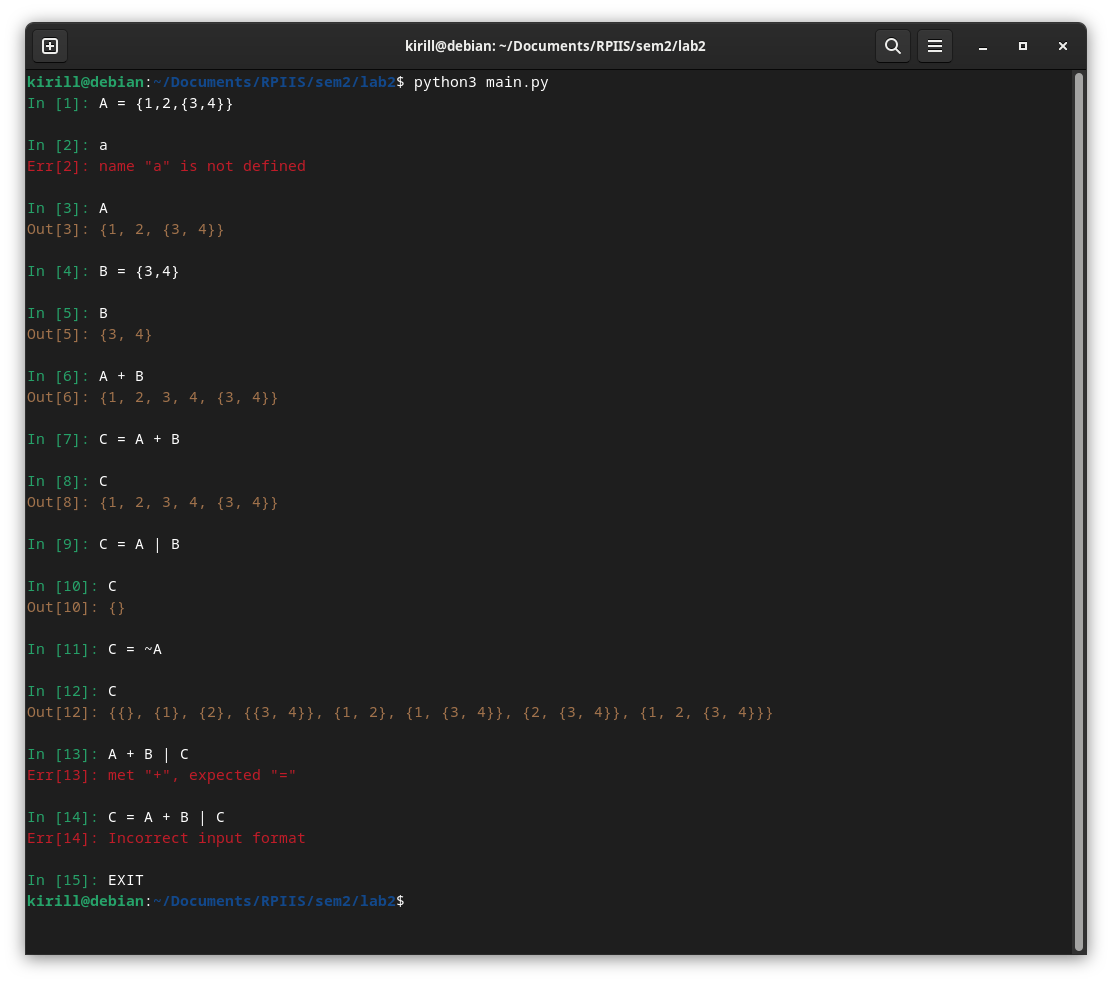 kirill@debian: ~/Documents/RPIIS/sem2/lab2
kirill@debian:~/Documents/RPIIS/sem2/lab2$ python3 main.py
In [1]: A = {1,2,{3,4}}
In [2]: a
Err[2]: name "a" is not defined
In [3]: A
Out[3]: {1, 2, {3, 4}}
In [4]: B = {3,4}
In [5]: B
Out[5]: {3, 4}
In [6]: A + B
Out[6]: {1, 2, 3, 4, {3, 4}}
In [7]: C = A + B
In [8]: C
Out[8]: {1, 2, 3, 4, {3, 4}}
In [9]: C = A | B
In [10]: C
Out[10]: {}
In [11]: C = ~A
In [12]: C
Out[12]: {{}, {1}, {2}, {{3, 4}}, {1, 2}, {1, {3, 4}}, {2, {3, 4}}, {1, 2, {3, 4}}}
In [13]: A + B | C
Err[13]: met "+", expected "="
In [14]: C = A + B | C
Err[14]: Incorrect input format
In [15]: EXIT
kirill@debian:~/Documents/RPIIS/sem2/lab2$